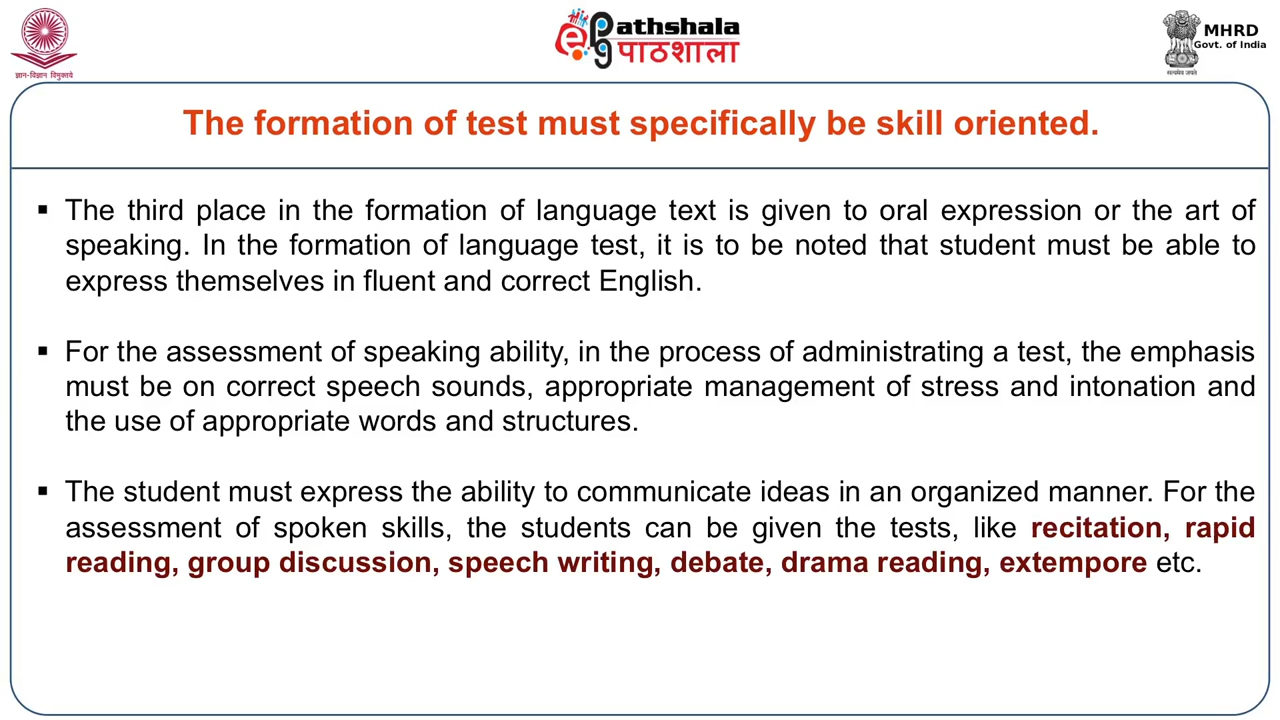 ज्ञान-विज्ञान विमुक्तये
ePG Pathshala
पाठशाला
MHRD
Govt. of India
सत्यमेव जयते
The formation of test must specifically be skill oriented.
▪ The third place in the formation of language text is given to oral expression or the art of
speaking. In the formation of language test, it is to be noted that student must be able to
express themselves in fluent and correct English.
▪ For the assessment of speaking ability, in the process of administrating a test, the emphasis
must be on correct speech sounds, appropriate management of stress and intonation and
the use of appropriate words and structures.
▪ The student must express the ability to communicate ideas in an organized manner. For the
assessment of spoken skills, the students can be given the tests, like recitation, rapid
reading, group discussion, speech writing, debate, drama reading, extempore etc.